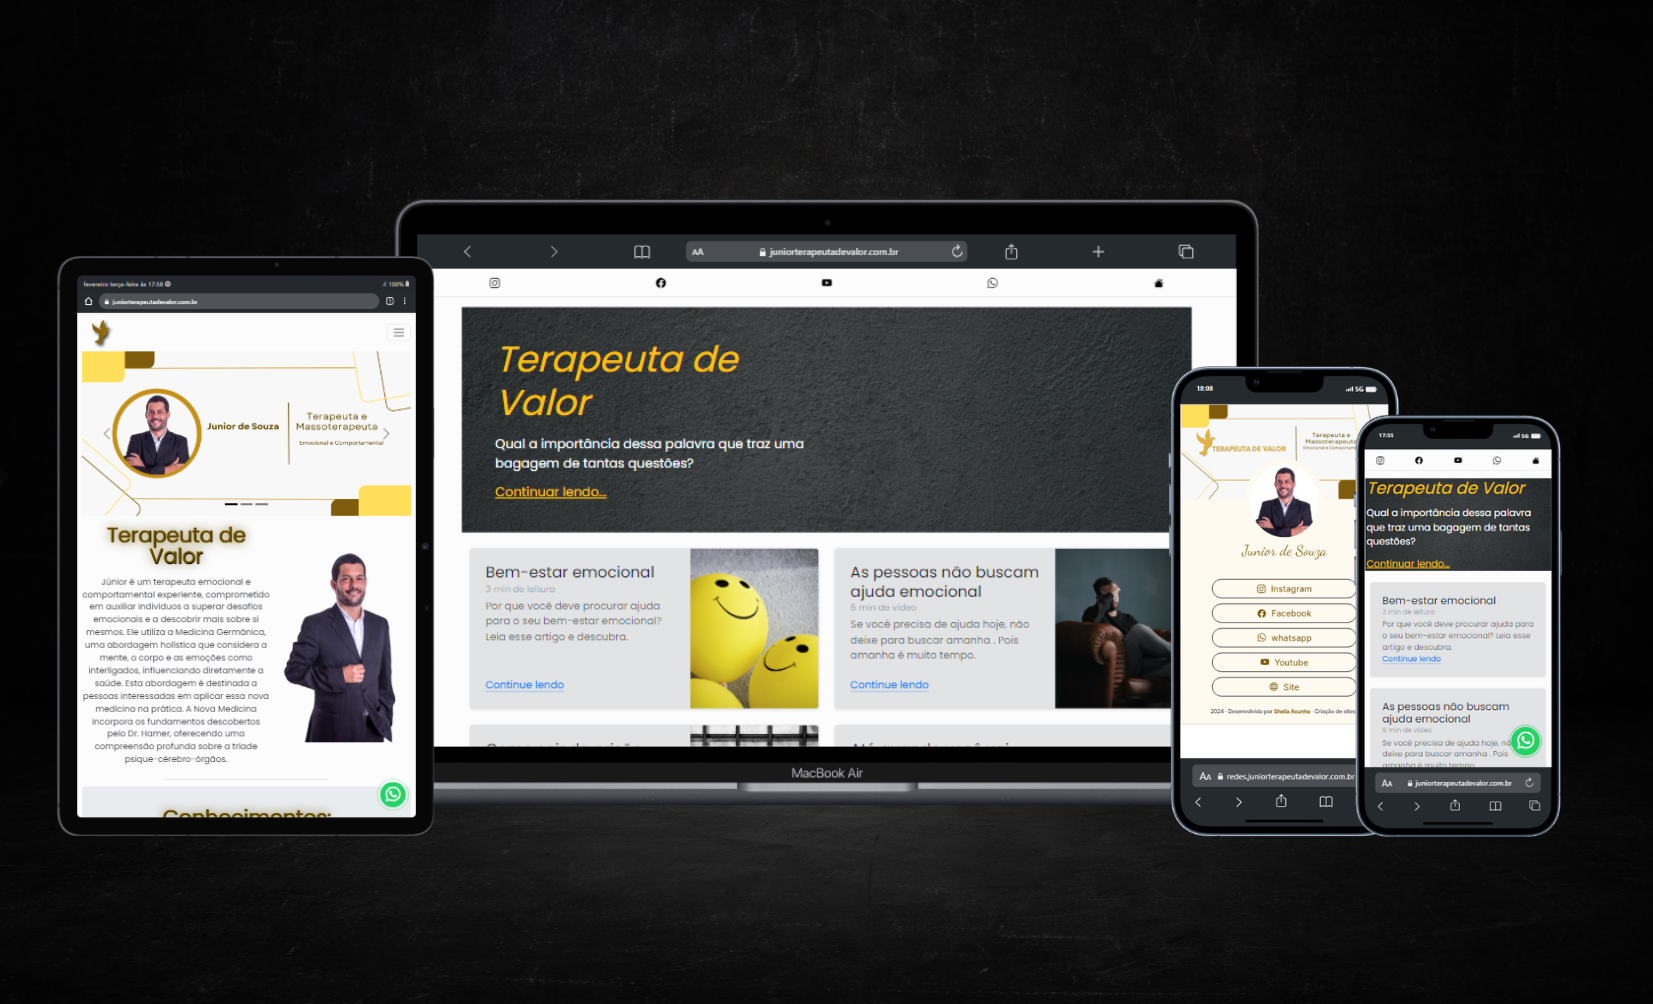 fevereiro terça-feira às 17:58
100%
juniorterapeutadevalor.com.br
Junior de Souza
Terapeuta e
Massoterapeuta
Emocional e Comportamental
Terapeuta de
Valor
Júnior é um terapeuta emocional e
comportamental experiente, comprometido
em auxiliar indivíduos a superar desafios
emocionais e a descobrir mais sobre si
mesmos. Ele utiliza a Medicina Germânica,
uma abordagem holística que considera a
mente, o corpo e as emoções como
interligados, influenciando diretamente a
saúde. Esta abordagem é destinada a
pessoas interessadas em aplicar essa nova
medicina na prática. A Nova Medicina
incorpora os fundamentos descobertos
pelo Dr. Hamer, oferecendo uma
compreensão profunda sobre a tríade
psique-cérebro-órgãos.
Conhecimentos:
AA
juniorterapeutadevalor.com.br
Terapeuta de
Valor
Qual a importância dessa palavra que traz uma
bagagem de tantas questões?
Continuar lendo...
Bem-estar emocional
3 min de leitura
Por que você deve procurar ajuda
para o seu bem-estar emocional?
Leia esse artigo e descubra.
Continue lendo
As pessoas não buscam
ajuda emocional
6 min de vídeo
Se você precisa de ajuda hoje, não
deixe para buscar amanha . Pois
amanha é muito tempo.
Continue lendo
MacBook Air
18:08
5G
TERAPEUTA DE VALOR
Terapeuta e
Massoterapeuta
Emocional e Comportame
Junior de Souza
Instagram
Facebook
whatsapp
Youtube
Site
2024 - Desenvolvido por Sheila Acunha - Criação de sites
AA
redes.juniorterapeutadevalor.com.br
17:55
5G
Terapeuta de Valor
Qual a importância dessa palavra
que traz uma bagagem de tantas
questões?
Continuar lendo...
Bem-estar emocional
3 min de leitura
Por que você deve procurar ajuda para
o seu bem-estar emocional? Leia esse
artigo e descubra.
Continue lendo
As pessoas não buscam
ajuda emocional
6 min de vídeo
Se você precisa de ajuda hoje, nã
deixe para buscar amanha . Pois
amanha é muito tempo.
AA
juniorterapeutadevalor.com.br